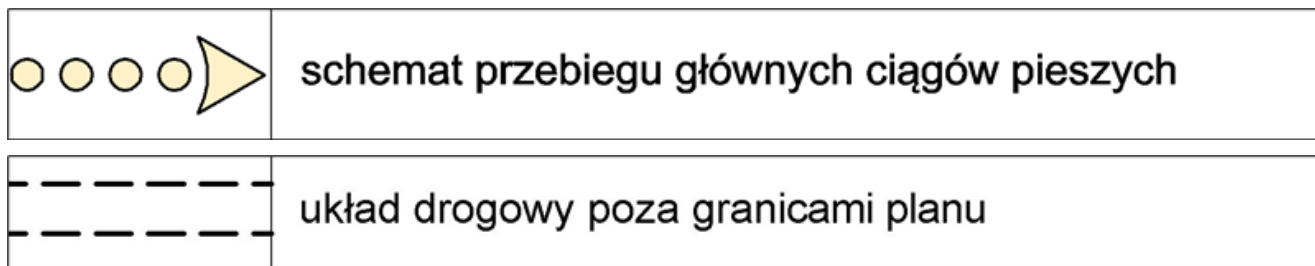 schemat przebiegu głównych ciągów pieszych
układ drogowy poza granicami planu